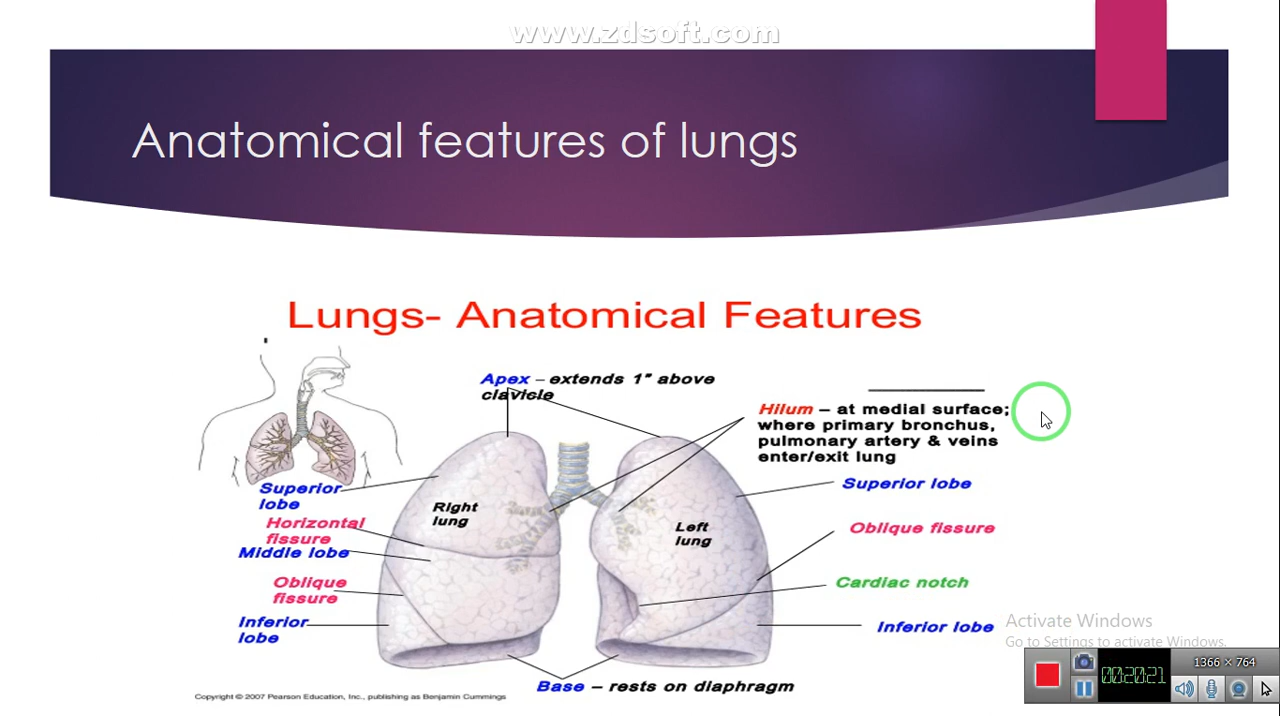 www.zdsoft.com
Anatomical features of lungs
Lungs- Anatomical Features
Apex – extends 1" above
clavicle
Hilum – at medial surface;
where primary bronchus,
pulmonary artery & veins
enter/exit lung
Superior
lobe
Superior lobe
Right
lung
Left
lung
Horizontal
fissure
Oblique fissure
Middle lobe
Oblique
fissure
Cardiac notch
Inferior
lobe
Inferior lobe
Activate Windows
Go to Settings to activate Windows.
1366 × 764
00:20:21
Base – rests on diaphragm
Copyright © 2007 Pearson Education, Inc., publishing as Benjamin Cummings